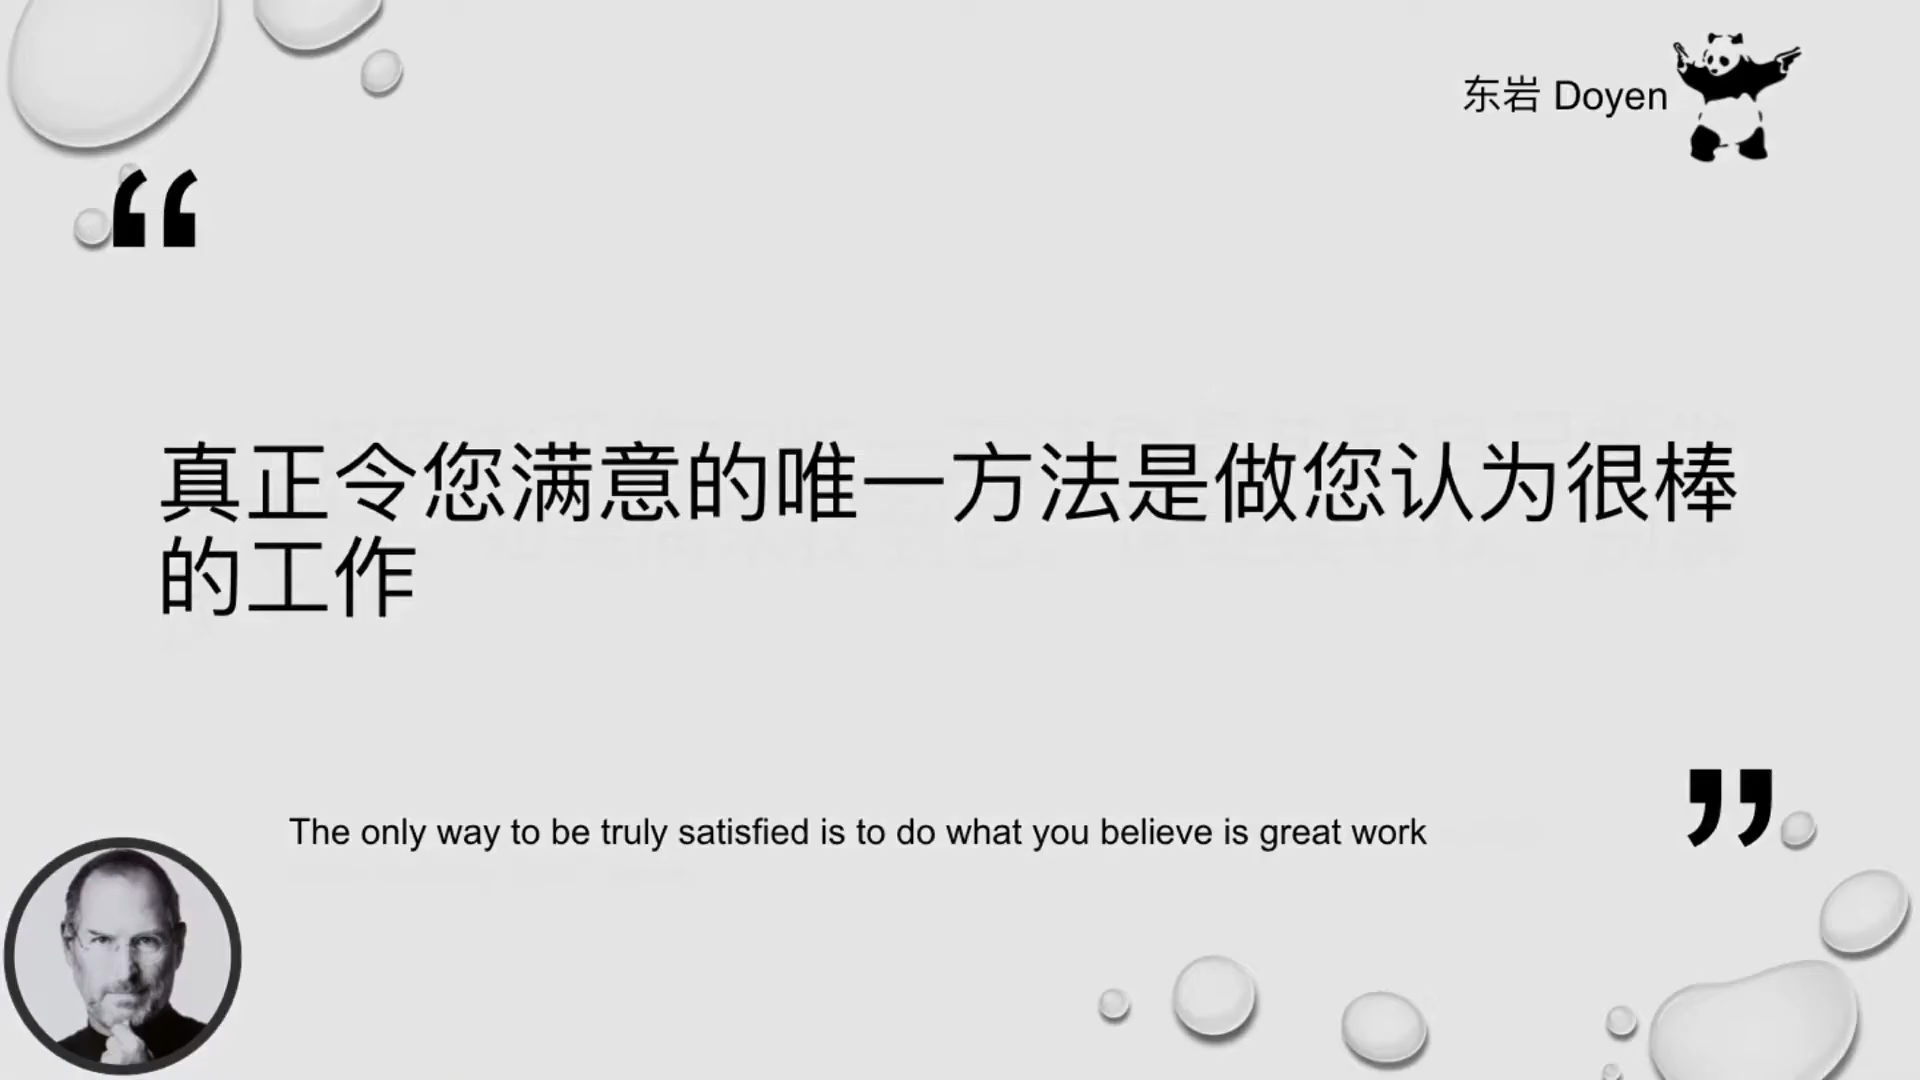 东岩 Doyen
“
真正令您满意的唯一方法是做您认为很棒
的工作
The only way to be truly satisfied is to do what you believe is great work
”